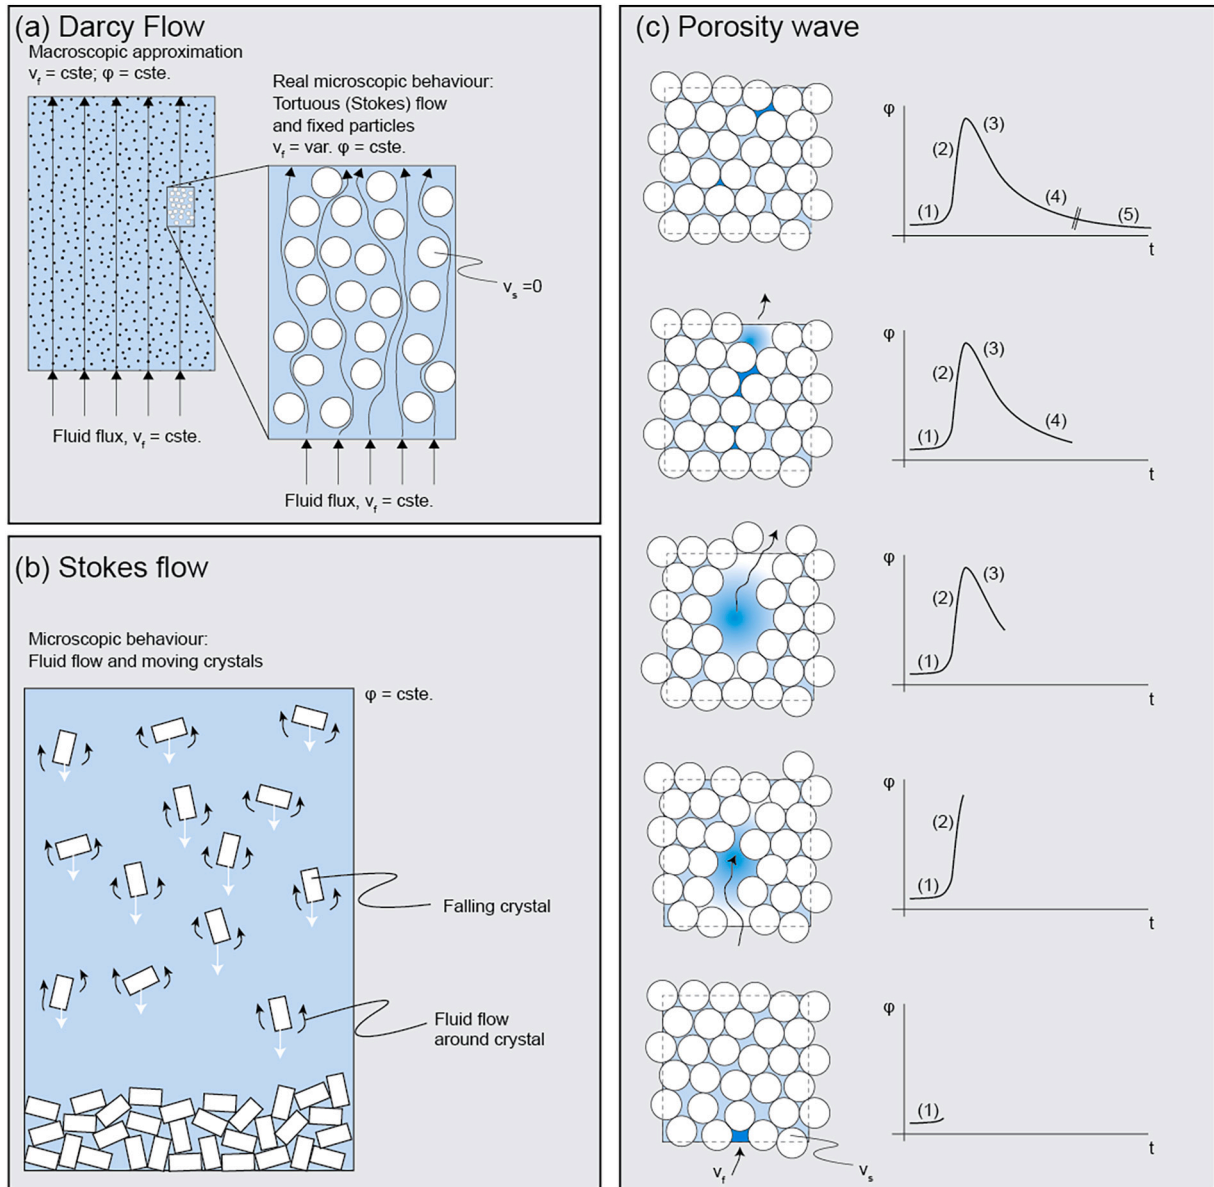 (a) Darcy Flow
Macroscopic approximation
v_f = cste; φ = cste.
Real microscopic behaviour:
Tortuous (Stokes) flow
and fixed particles
v_f = var. φ = cste.
v_s =0
Fluid flux, v_f = cste.
Fluid flux, v_f = cste.
(b) Stokes flow
Microscopic behaviour:
Fluid flow and moving crystals
φ = cste.
Falling crystal
Fluid flow
around crystal
(c) Porosity wave
φ
(1)
(2)
(3)
(4)
(5)
t
φ
(1)
(2)
(3)
(4)
t
φ
(1)
(2)
(3)
t
φ
(1)
(2)
t
φ
(1)
t
v_f
v_s